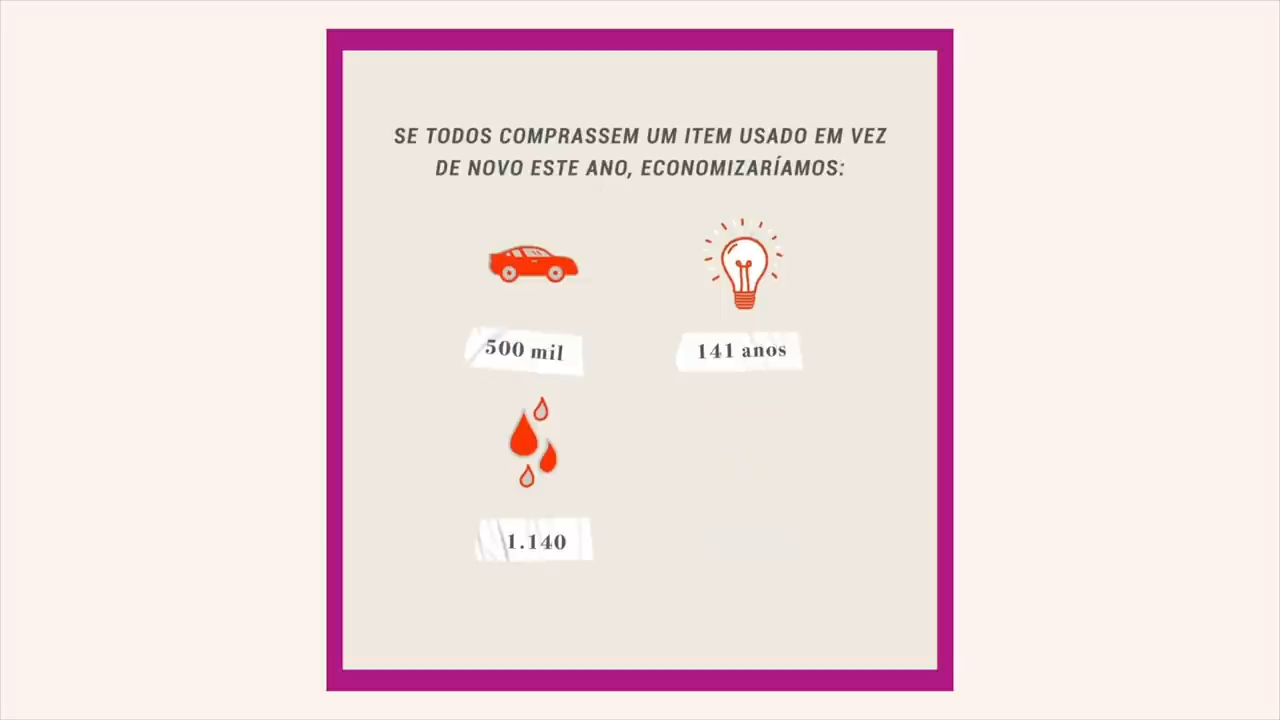 SE TODOS COMPRASSEM UM ITEM USADO EM VEZ
DE NOVO ESTE ANO, ECONOMIZARÍAMOS:
500 mil
141 anos
1.140